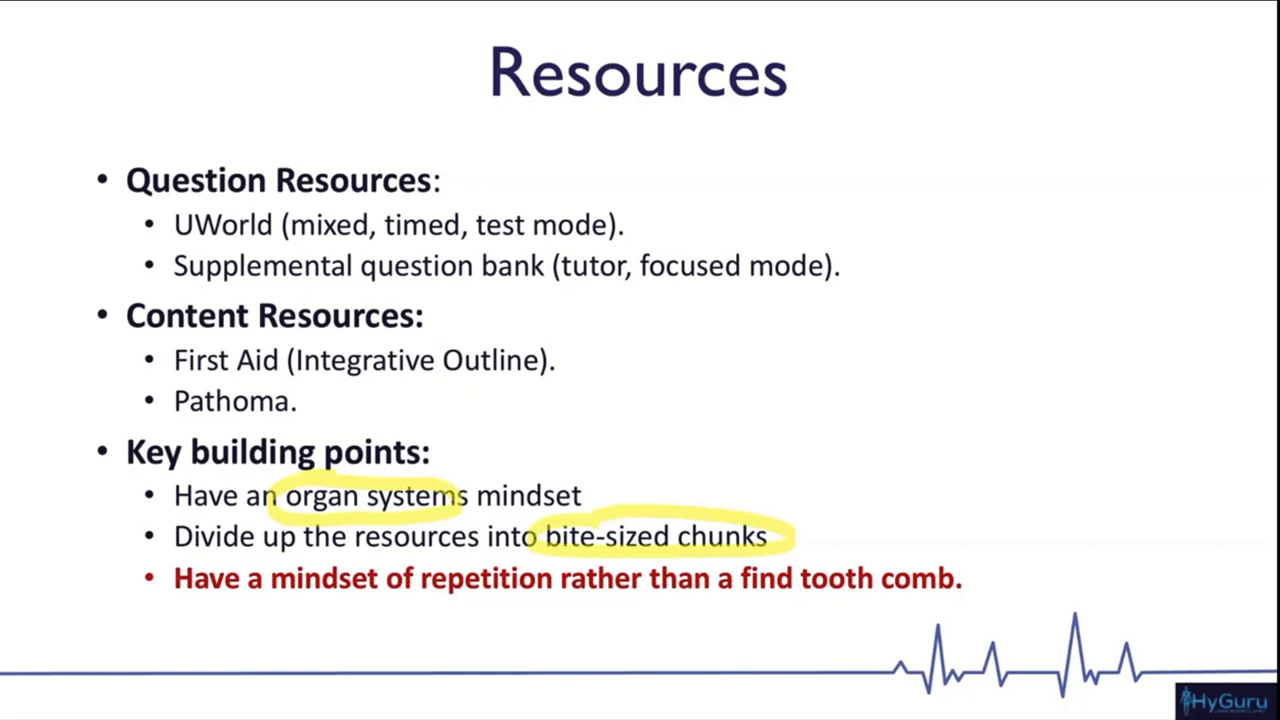 Resources
• Question Resources:
• UWorld (mixed, timed, test mode).
• Supplemental question bank (tutor, focused mode).
• Content Resources:
• First Aid (Integrative Outline).
• Pathoma.
• Key building points:
• Have an organ systems mindset
• Divide up the resources into bite-sized chunks
• Have a mindset of repetition rather than a find tooth comb.
HyGuru